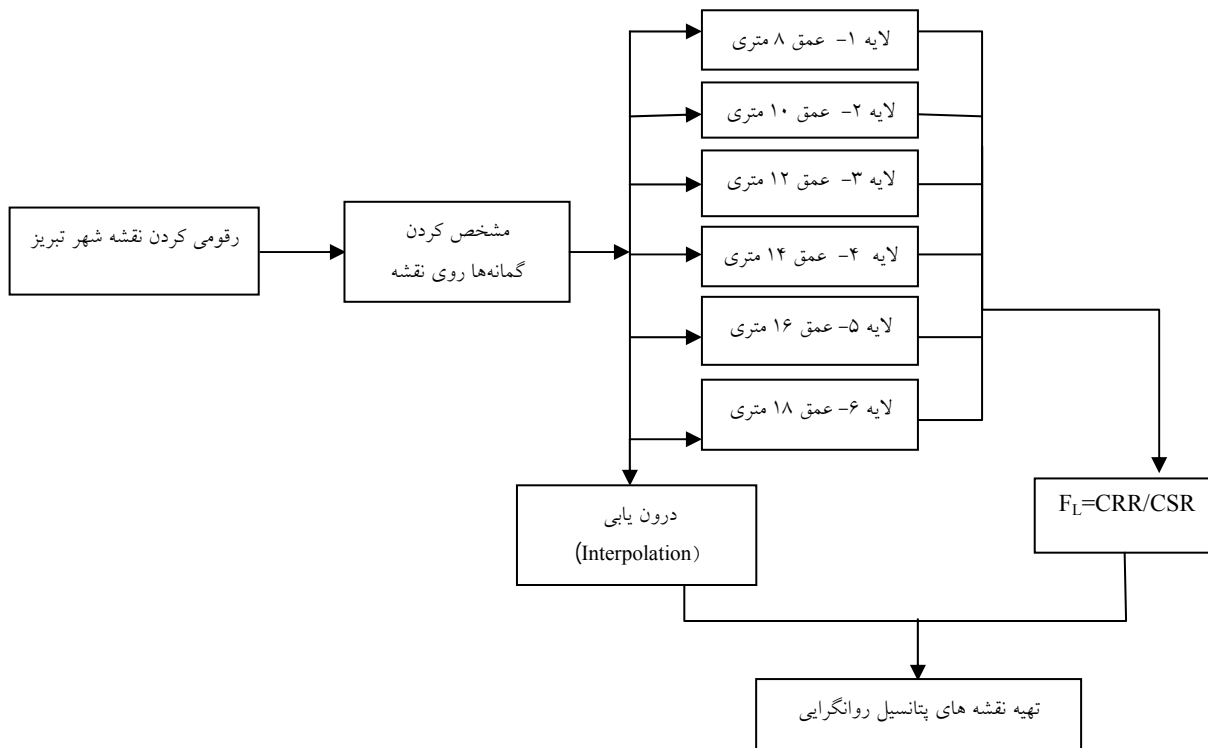 رقومی کردن نقشه شهر تبریز
مشخص کردن
گمانه‌ها روی نقشه
لایه ۱- عمق ۸ متری
لایه ۲- عمق ۱۰ متری
لایه ۳- عمق ۱۲ متری
لایه ۴- عمق ۱۴ متری
لایه ۵- عمق ۱۶ متری
لایه ۶- عمق ۱۸ متری
درون یابی
(Interpolation)
F_L=CRR/CSR
تهیه نقشه های پتانسیل روانگرایی